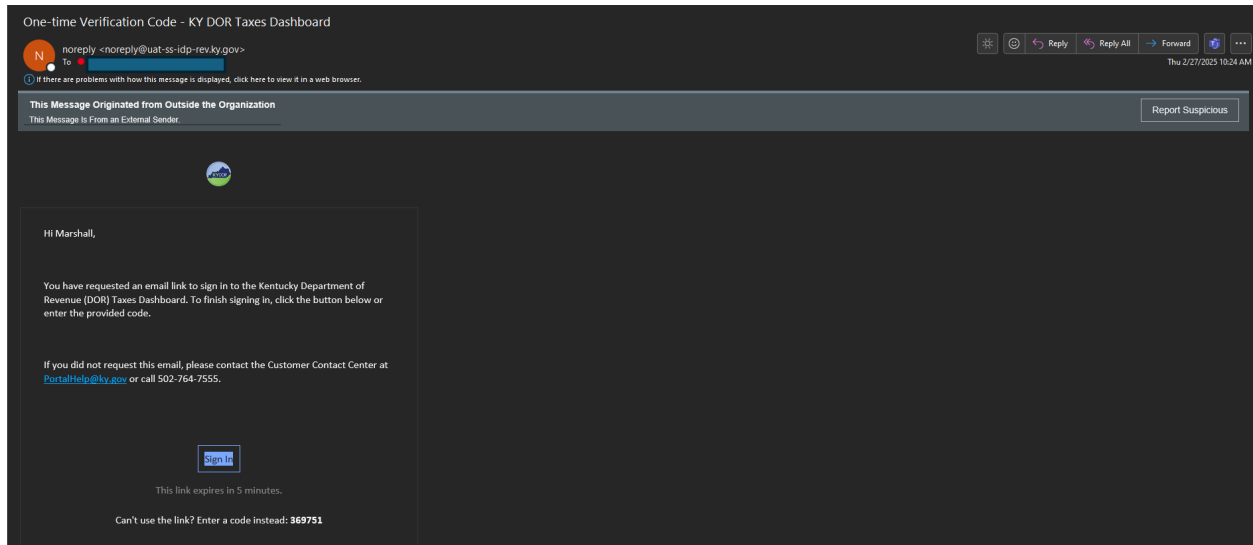 One-time Verification Code - KY DOR Taxes Dashboard
N
noreply <noreply@uat-ss-idp-rev.ky.gov>
To
Reply
Reply All
Forward
Thu 2/27/2025 10:24 AM
If there are problems with how this message is displayed, click here to view it in a web browser.
This Message Originated from Outside the Organization
This Message Is From an External Sender.
Report Suspicious
KYDOR
Hi Marshall,
You have requested an email link to sign in to the Kentucky Department of
Revenue (DOR) Taxes Dashboard. To finish signing in, click the button below or
enter the provided code.
If you did not request this email, please contact the Customer Contact Center at
PortalHelp@ky.gov or call 502-764-7555.
Sign In
This link expires in 5 minutes.
Can't use the link? Enter a code instead: 369751